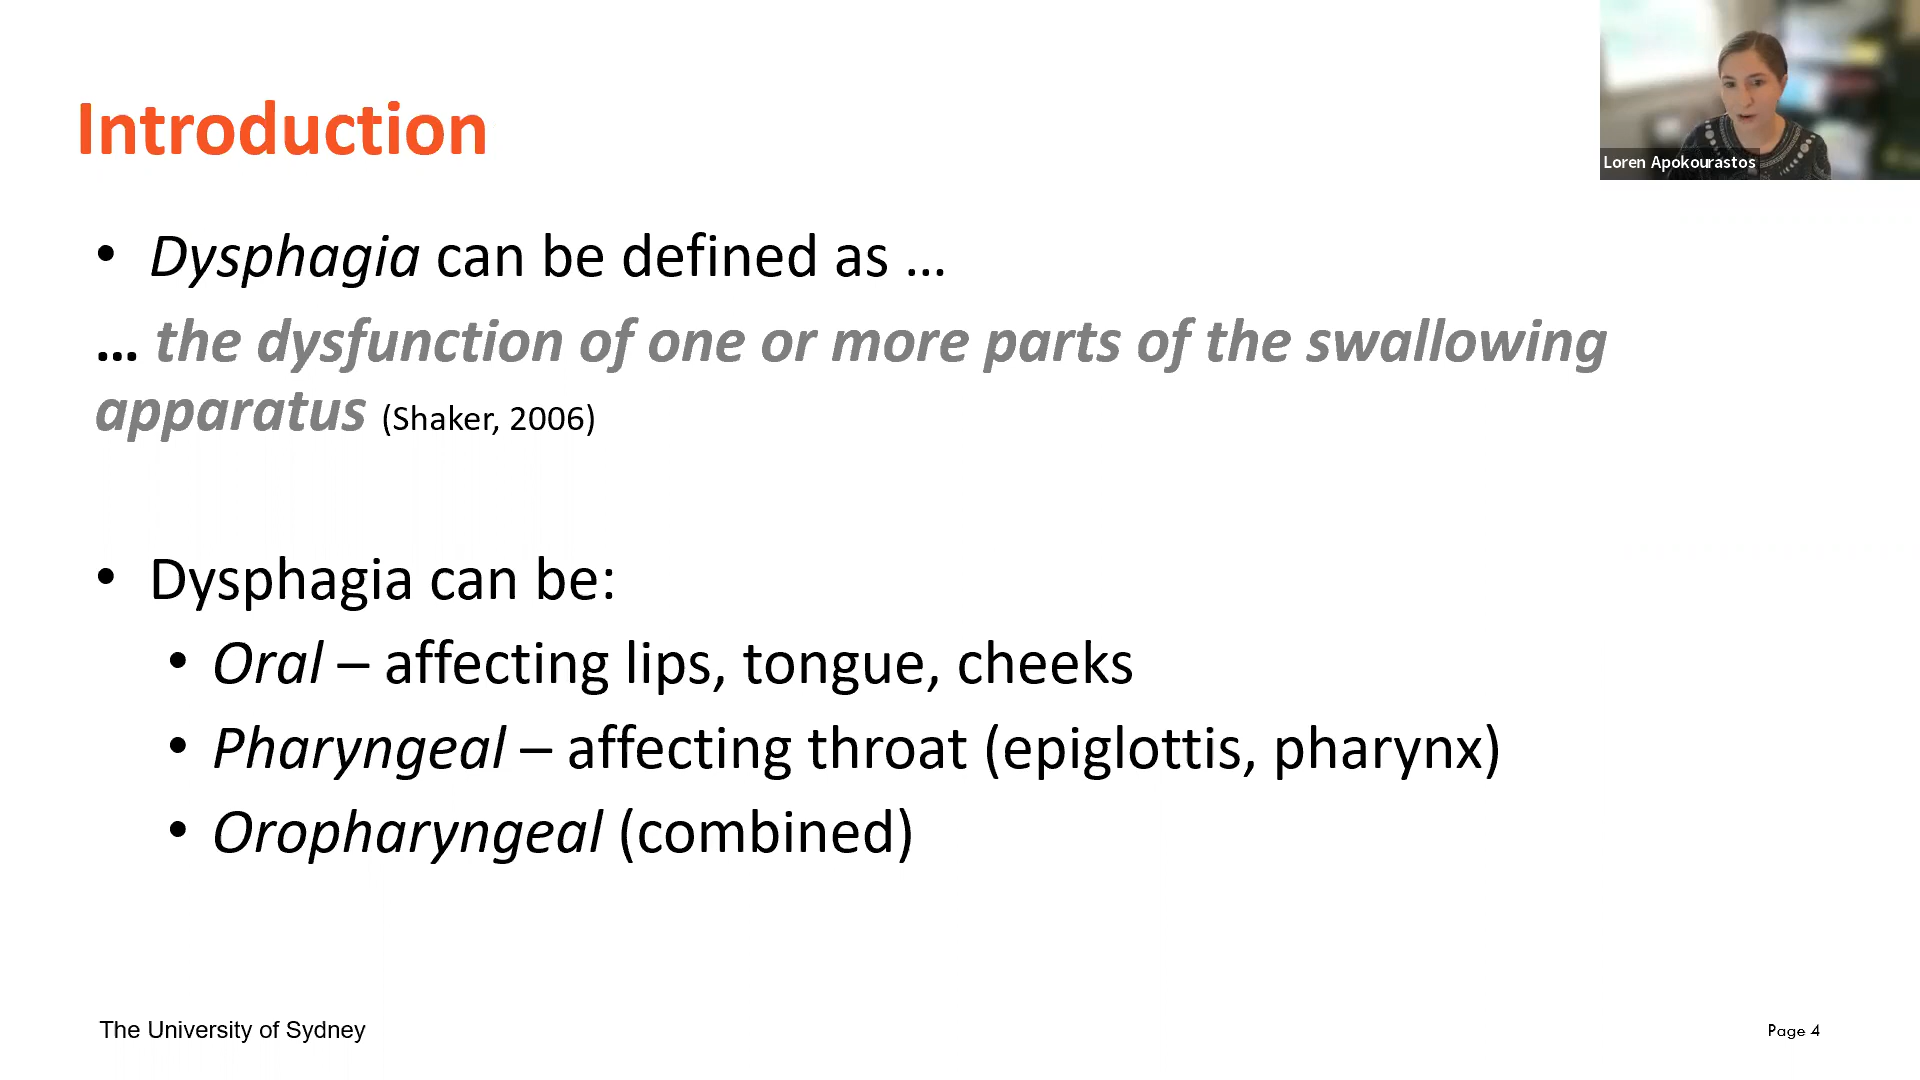 Introduction
Loren Apokourastos
• Dysphagia can be defined as …
… the dysfunction of one or more parts of the swallowing
apparatus (Shaker, 2006)
• Dysphagia can be:
• Oral – affecting lips, tongue, cheeks
• Pharyngeal – affecting throat (epiglottis, pharynx)
• Oropharyngeal (combined)
The University of Sydney
Page 4